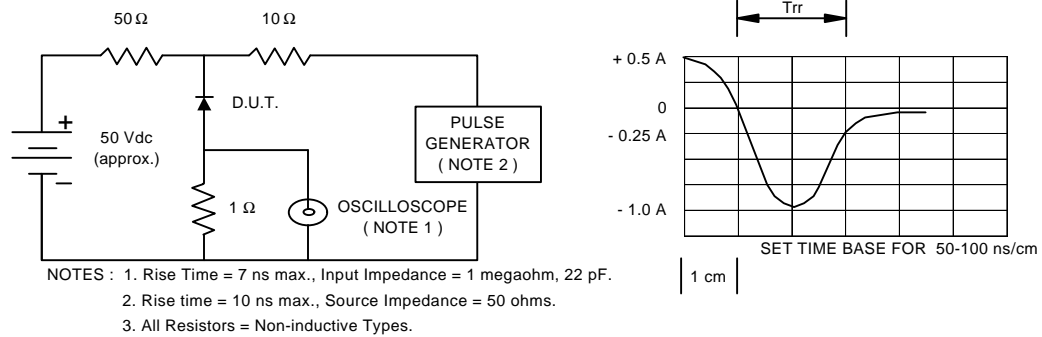 50 Ω
10 Ω
Trr
+ 0.5 A
D.U.T.
+
50 Vdc
(approx.)
PULSE
GENERATOR
( NOTE 2 )
0
- 0.25 A
−
1 Ω
OSCILLOSCOPE
( NOTE 1 )
- 1.0 A
SET TIME BASE FOR 50-100 ns/cm
1 cm
NOTES : 1. Rise Time = 7 ns max., Input Impedance = 1 megaohm, 22 pF.
2. Rise time = 10 ns max., Source Impedance = 50 ohms.
3. All Resistors = Non-inductive Types.